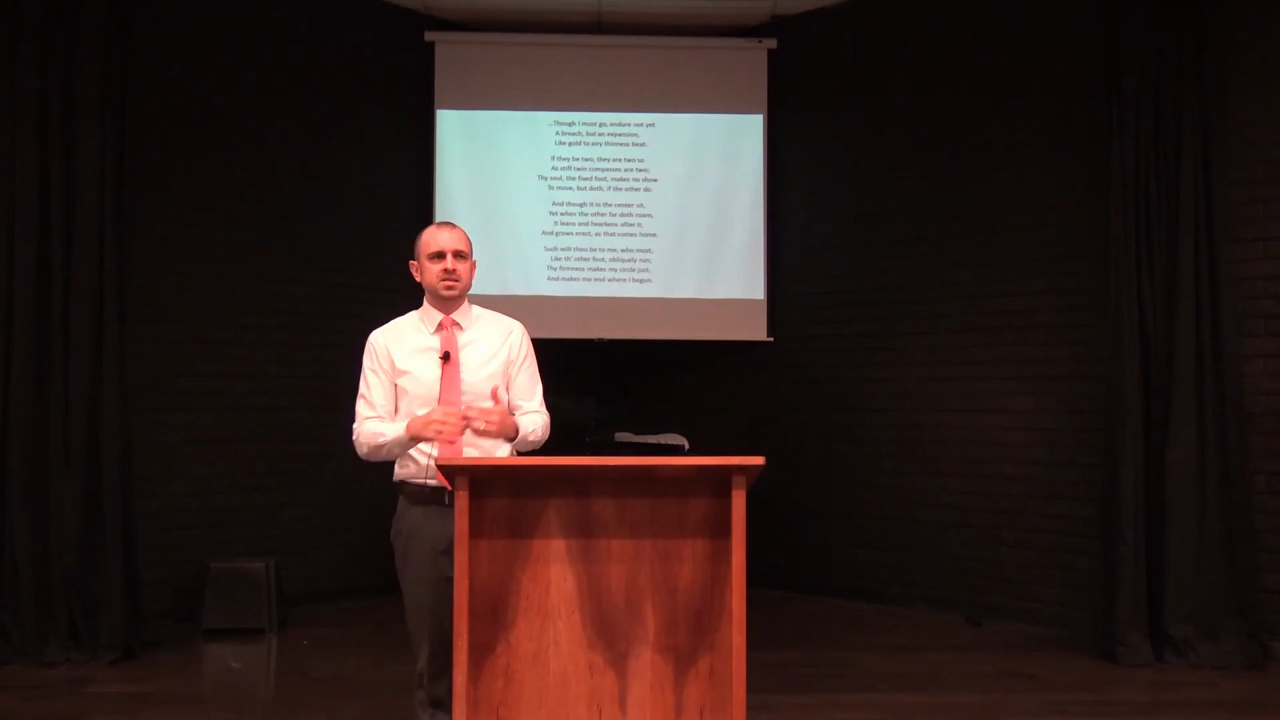 ...Though I must go, endure not yet
A breach, but an expansion,
Like gold to airy thinness beat.
If they be two, they are two so
As stiff twin compasses are two;
Thy soul, the fixed foot, makes no show
To move, but doth, if the other do.
And though it in the center sit,
Yet when the other far doth roam,
It leans and hearkens after it,
And grows erect, as that comes home.
Such wilt thou be to me, who must,
Like th' other foot, obliquely run;
Thy firmness makes my circle just,
And makes me end where I begun.